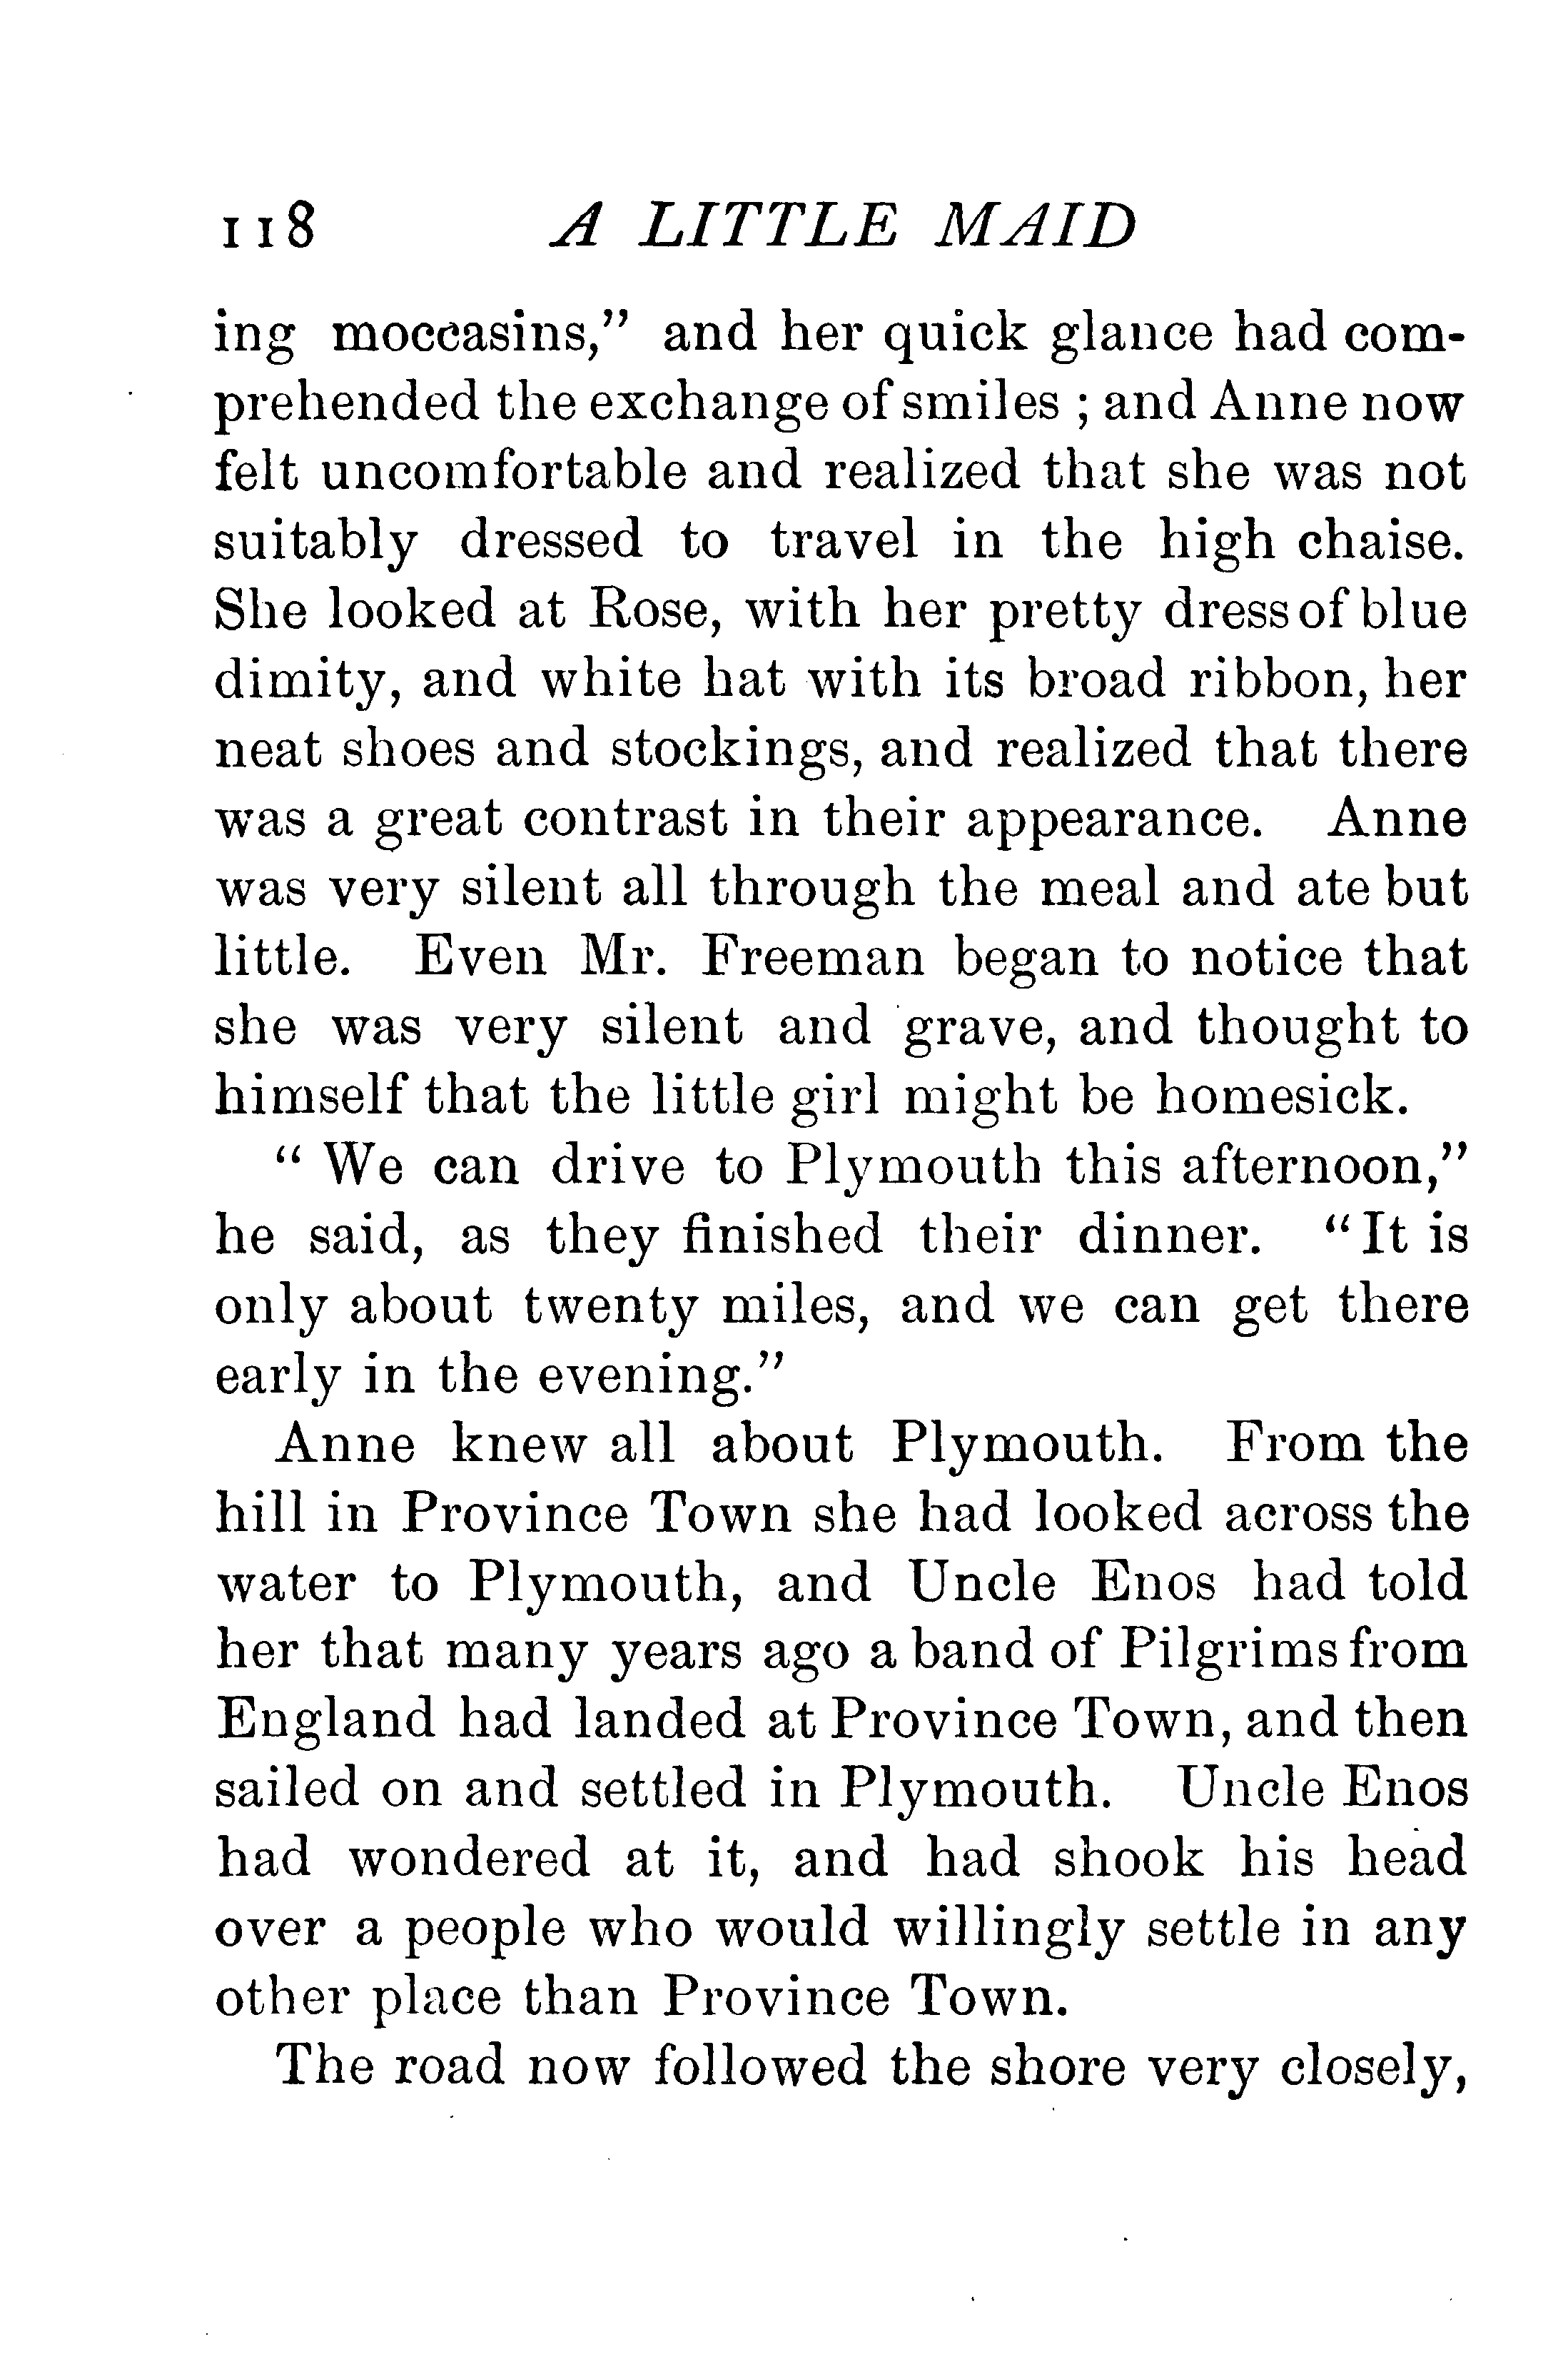 118 A LITTLE MAID
ing moccasins,” and her quick glance had com-
prehended the exchange of smiles ; and Anne now
felt uncomfortable and realized that she was not
suitably dressed to travel in the high chaise.
She looked at Rose, with her pretty dress of blue
dimity, and white hat with its broad ribbon, her
neat shoes and stockings, and realized that there
was a great contrast in their appearance. Anne
was very silent all through the meal and ate but
little. Even Mr. Freeman began to notice that
she was very silent and grave, and thought to
himself that the little girl might be homesick.
“ We can drive to Plymouth this afternoon,”
he said, as they finished their dinner. “ It is
only about twenty miles, and we can get there
early in the evening.”
Anne knew all about Plymouth. From the
hill in Province Town she had looked across the
water to Plymouth, and Uncle Enos had told
her that many years ago a band of Pilgrims from
England had landed at Province Town, and then
sailed on and settled in Plymouth. Uncle Enos
had wondered at it, and had shook his head
over a people who would willingly settle in any
other place than Province Town.
The road now followed the shore very closely,